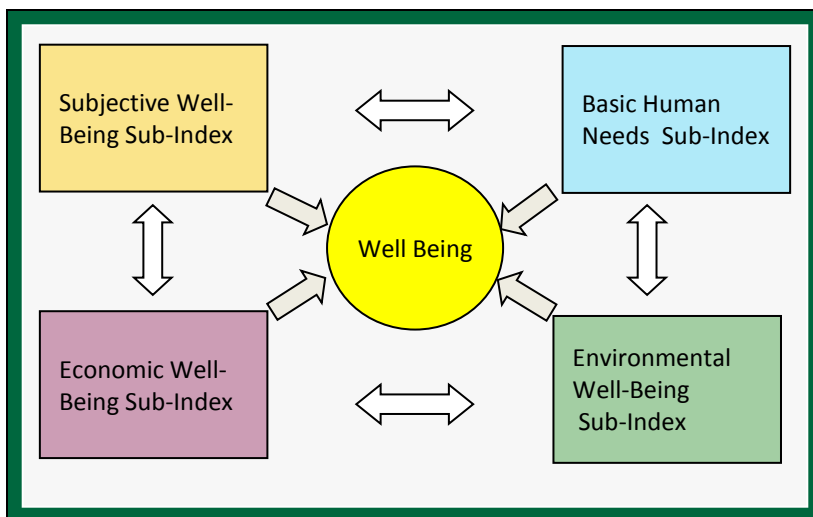 Subjective Well-
Being Sub-Index
Basic Human
Needs Sub-Index
Well Being
Economic Well-
Being Sub-Index
Environmental
Well-Being
Sub-Index